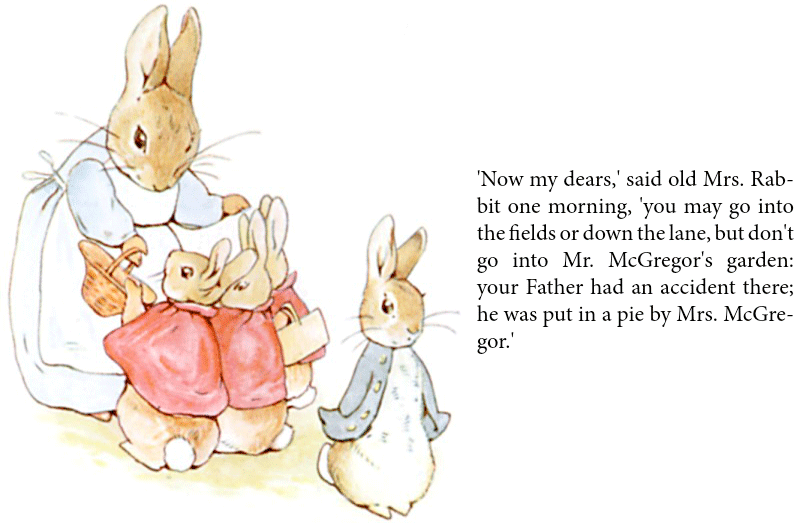 'Now my dears,' said old Mrs. Rab-
bit one morning, 'you may go into
the fields or down the lane, but don't
go into Mr. McGregor's garden:
your Father had an accident there;
he was put in a pie by Mrs. McGre-
gor.'